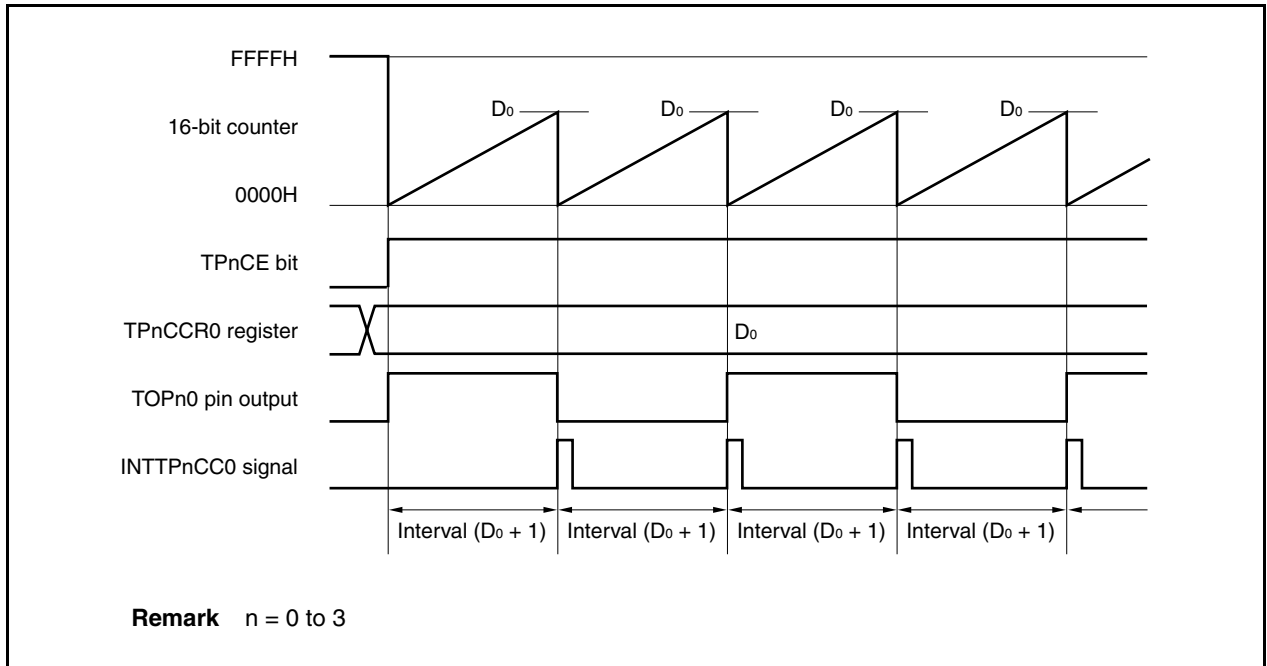 FFFFH
D0 D0 D0 D0
16-bit counter
0000H
TPnCE bit
TPnCCR0 register
D0
TOPn0 pin output
INTTPnCC0 signal
Interval (D0 + 1) Interval (D0 + 1) Interval (D0 + 1) Interval (D0 + 1)
Remark n = 0 to 3